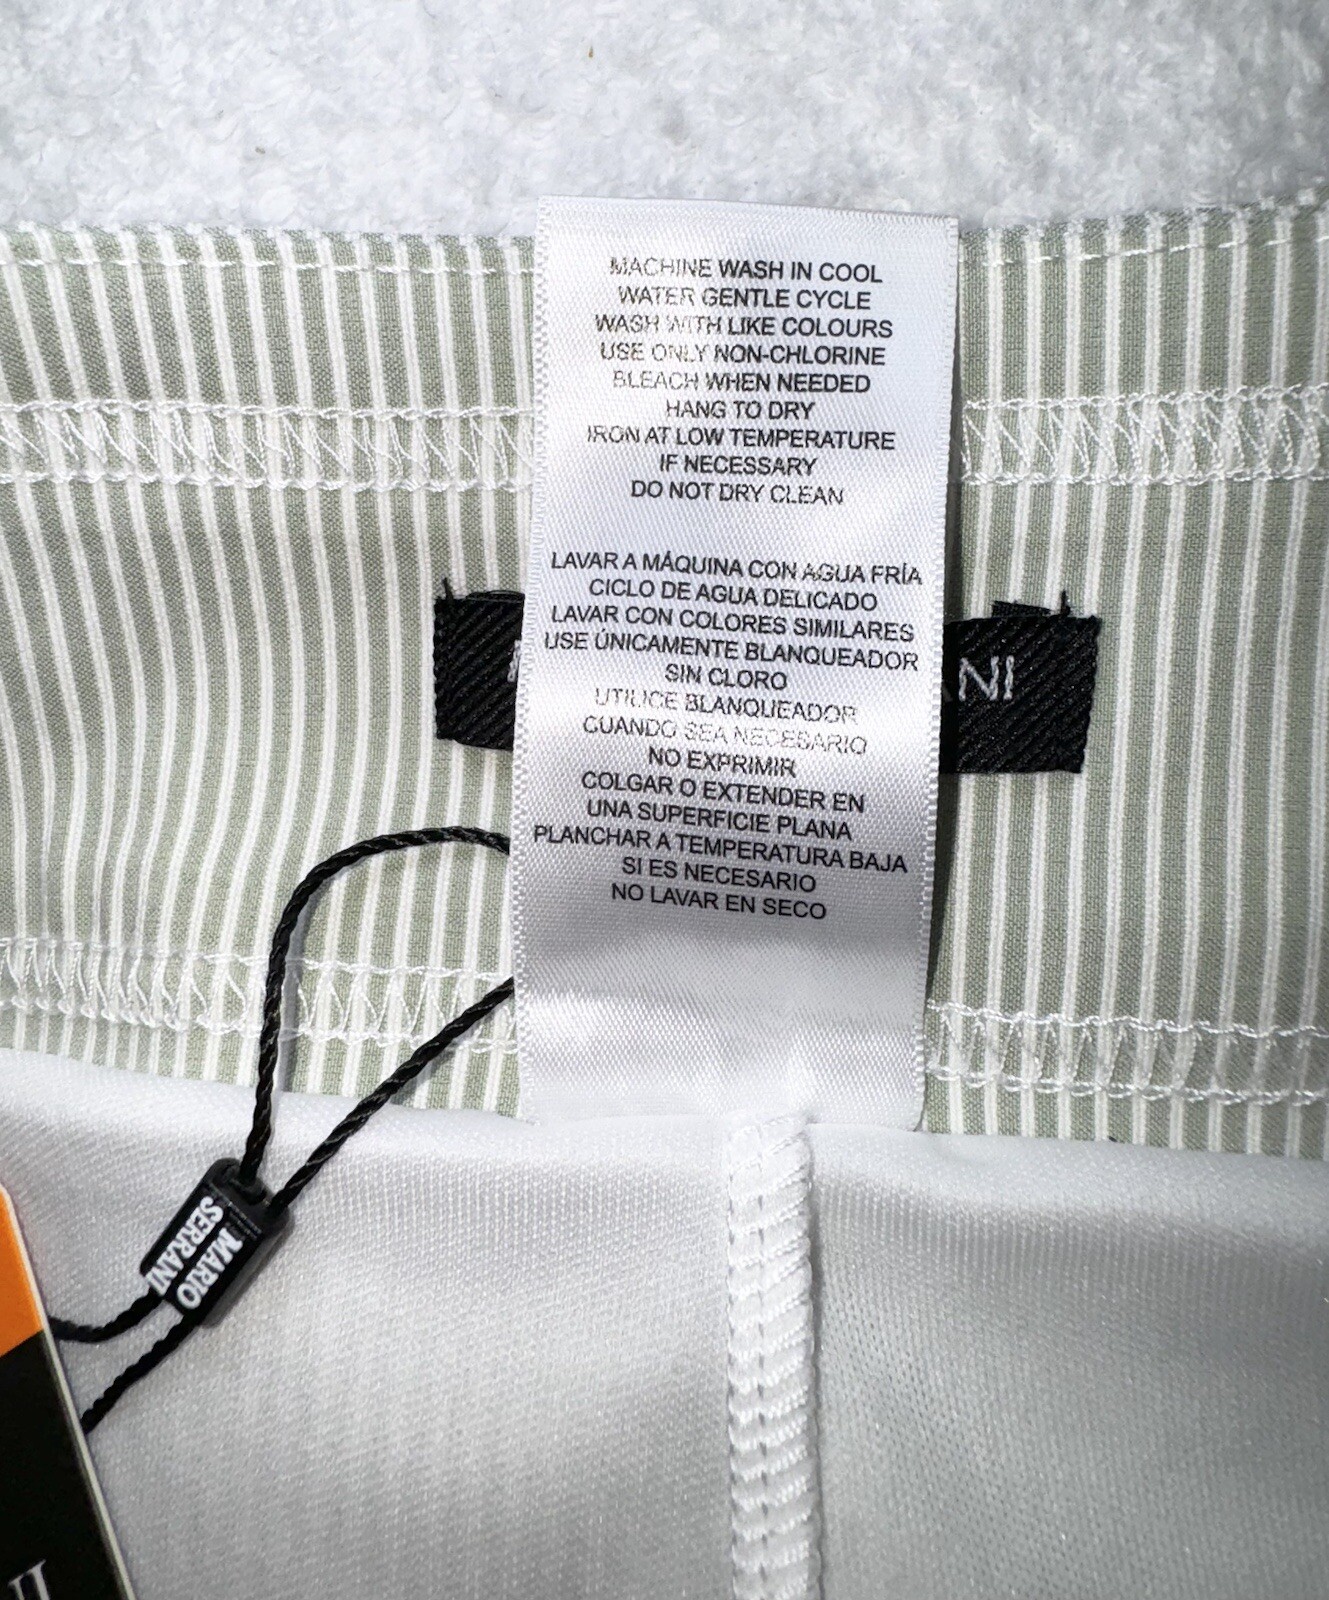 MACHINE WASH IN COOL
WATER GENTLE CYCLE
WASH WITH LIKE COLOURS
USE ONLY NON-CHLORINE
BLEACH WHEN NEEDED
HANG TO DRY
IRON AT LOW TEMPERATURE
IF NECESSARY
DO NOT DRY CLEAN
LAVAR A MÁQUINA CON AGUA FRÍA
CICLO DE AGUA DELICADO
LAVAR CON COLORES SIMILARES
USE ÚNICAMENTE BLANQUEADOR
SIN CLORO
UTILICE BLANQUEADOR
CUANDO SEA NECESARIO
NO EXPRIMIR
COLGAR O EXTENDER EN
UNA SUPERFICIE PLANA
PLANCHAR A TEMPERATURA BAJA
SI ES NECESARIO
NO LAVAR EN SECO
MARIO
SERRANI